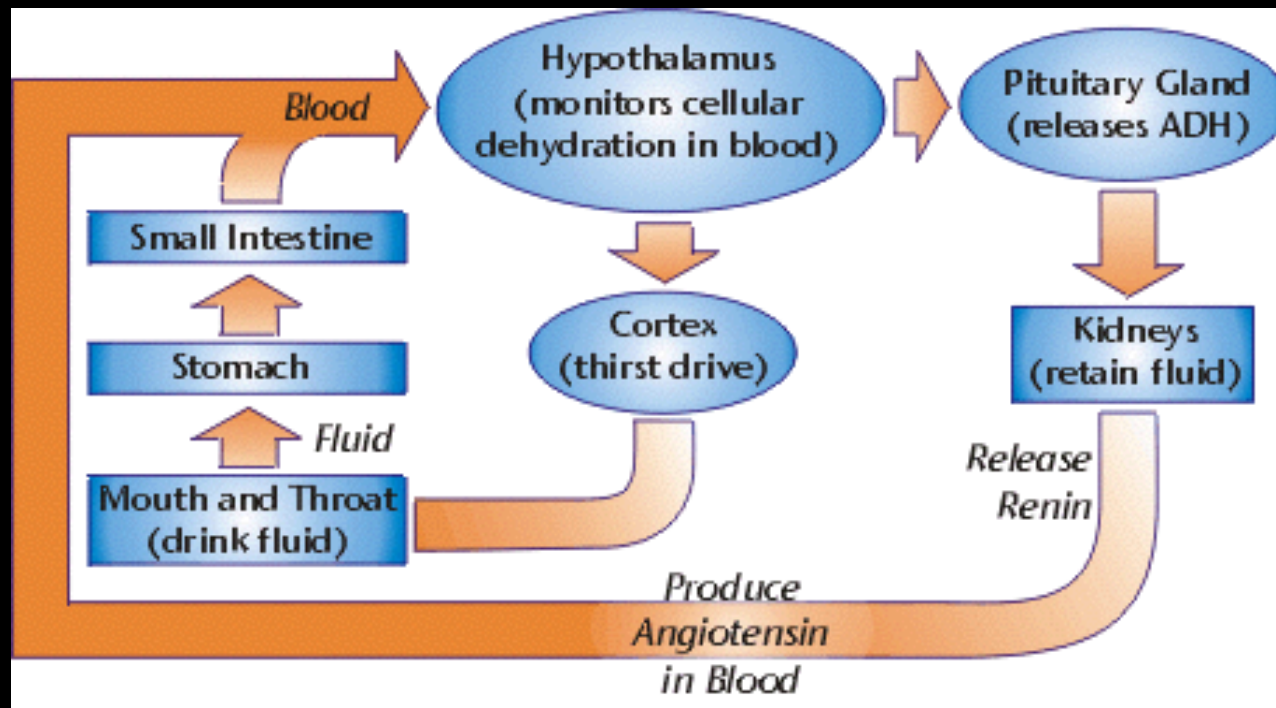 Blood
Hypothalamus
(monitors cellular
dehydration in blood)
Pituitary Gland
(releases ADH)
Small Intestine
Stomach
Fluid
Mouth and Throat
(drink fluid)
Cortex
(thirst drive)
Kidneys
(retain fluid)
Release
Renin
Produce
Angiotensin
in Blood